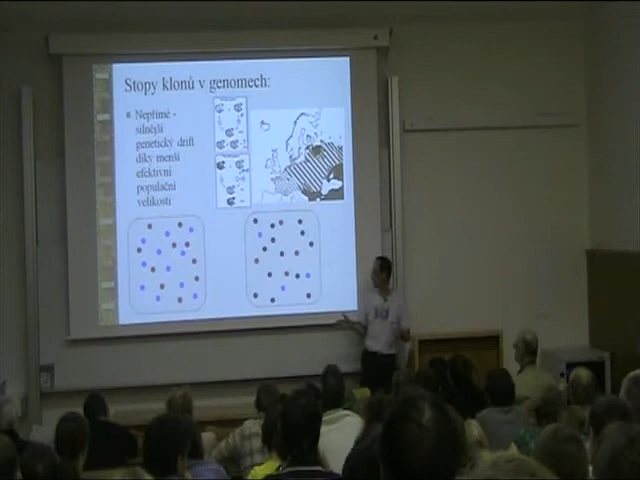 Stopy klonů v genomech:
Nepřímé -
silnější
genetický drift
díky menší
efektivní
populační
velikosti